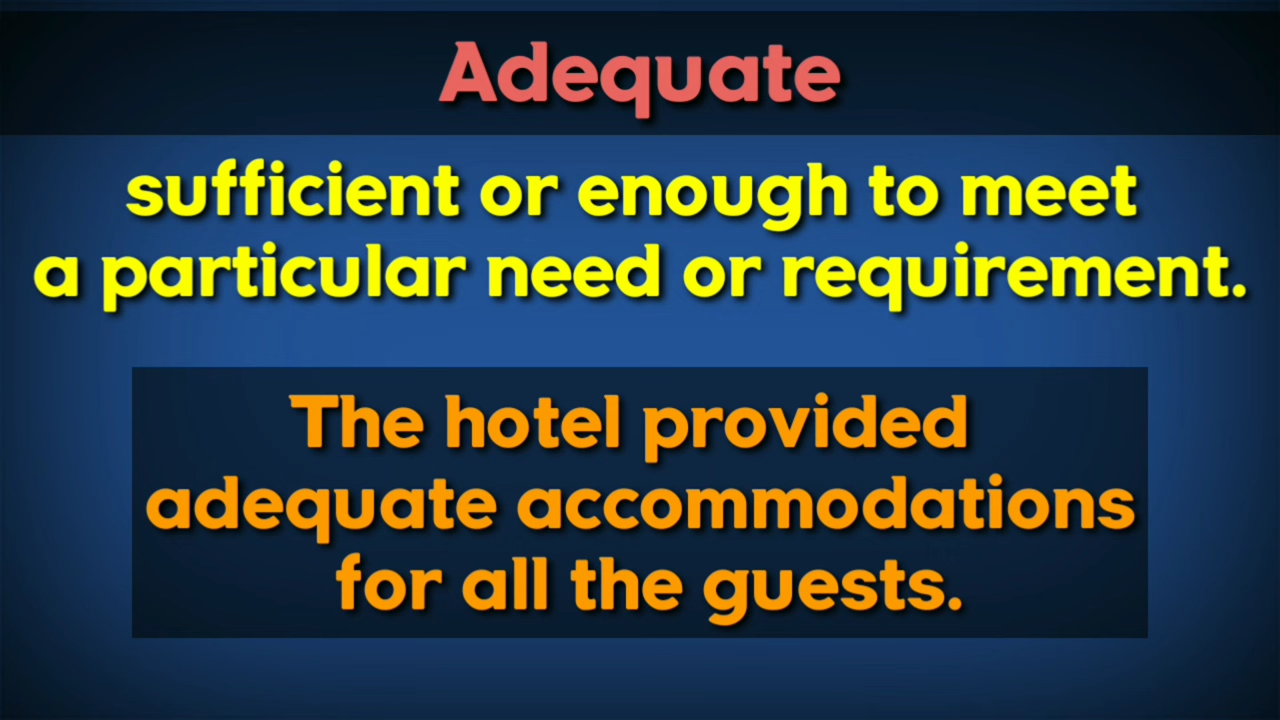 Adequate
sufficient or enough to meet
a particular need or requirement.
The hotel provided
adequate accommodations
for all the guests.